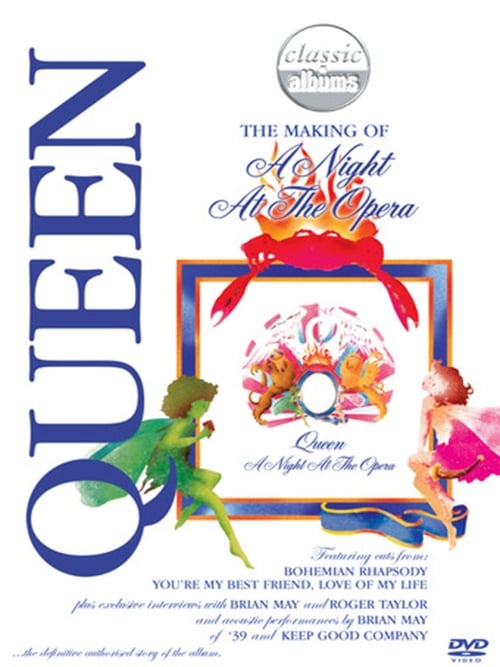 classic
albums
QUEEN
THE MAKING OF
A Night
At The Opera
Queen
A Night At The Opera
Featuring cuts from:
BOHEMIAN RHAPSODY
YOU'RE MY BEST FRIEND, LOVE OF MY LIFE
plus exclusive interviews with BRIAN MAY and ROGER TAYLOR
and acoustic performances by BRIAN MAY
of '39 and KEEP GOOD COMPANY
...the definitive authorised story of the album.
DVD
VIDEO